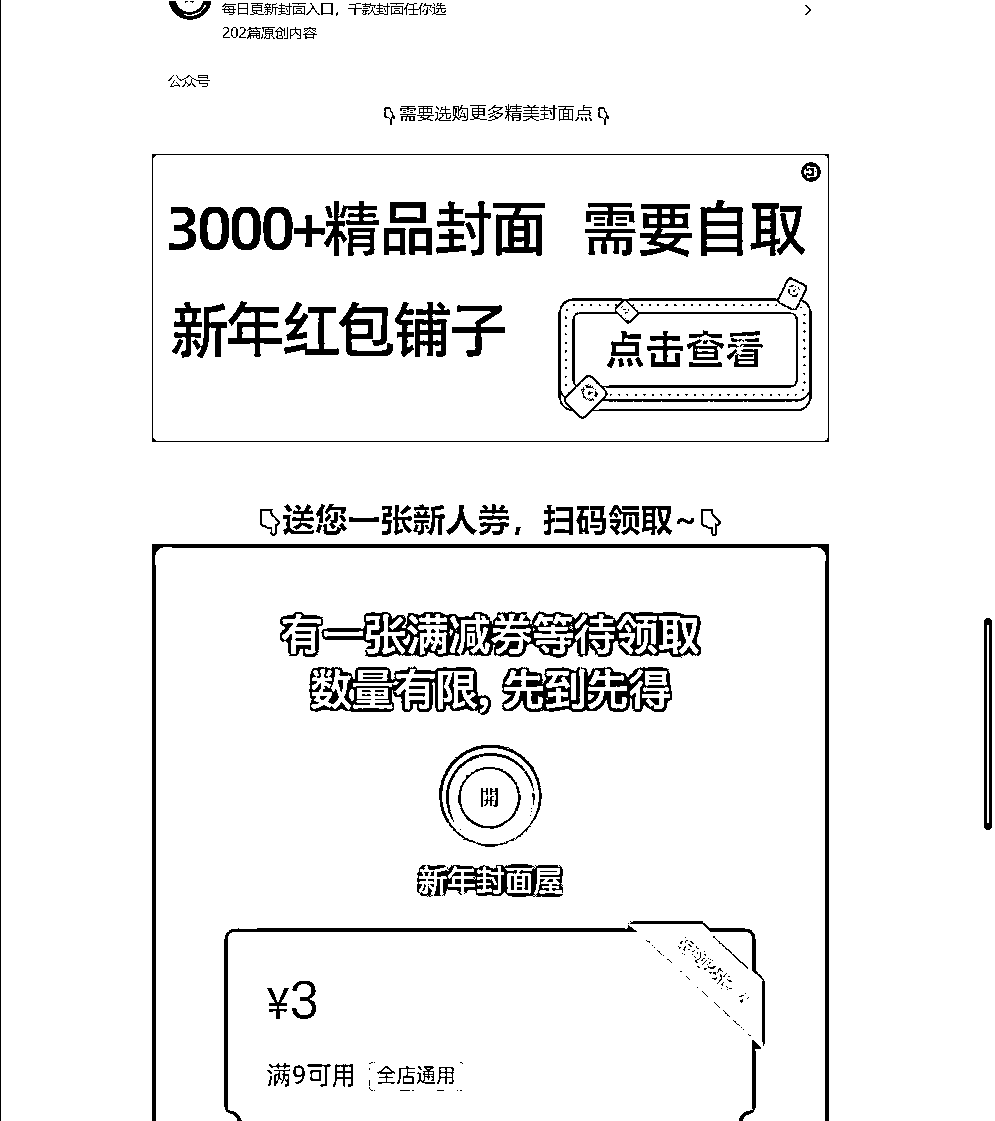 每日更新封面入口，千款封面任你选
202篇原创内容
公众号
👇需要选购更多精美封面点👇
3000+精品封面 需要自取
新年红包铺子
点击查看
👇送您一张新人券，扫码领取~👇
有一张满减券等待领取
数量有限，先到先得
開
新年封面屋
¥3
满9可用 全店通用